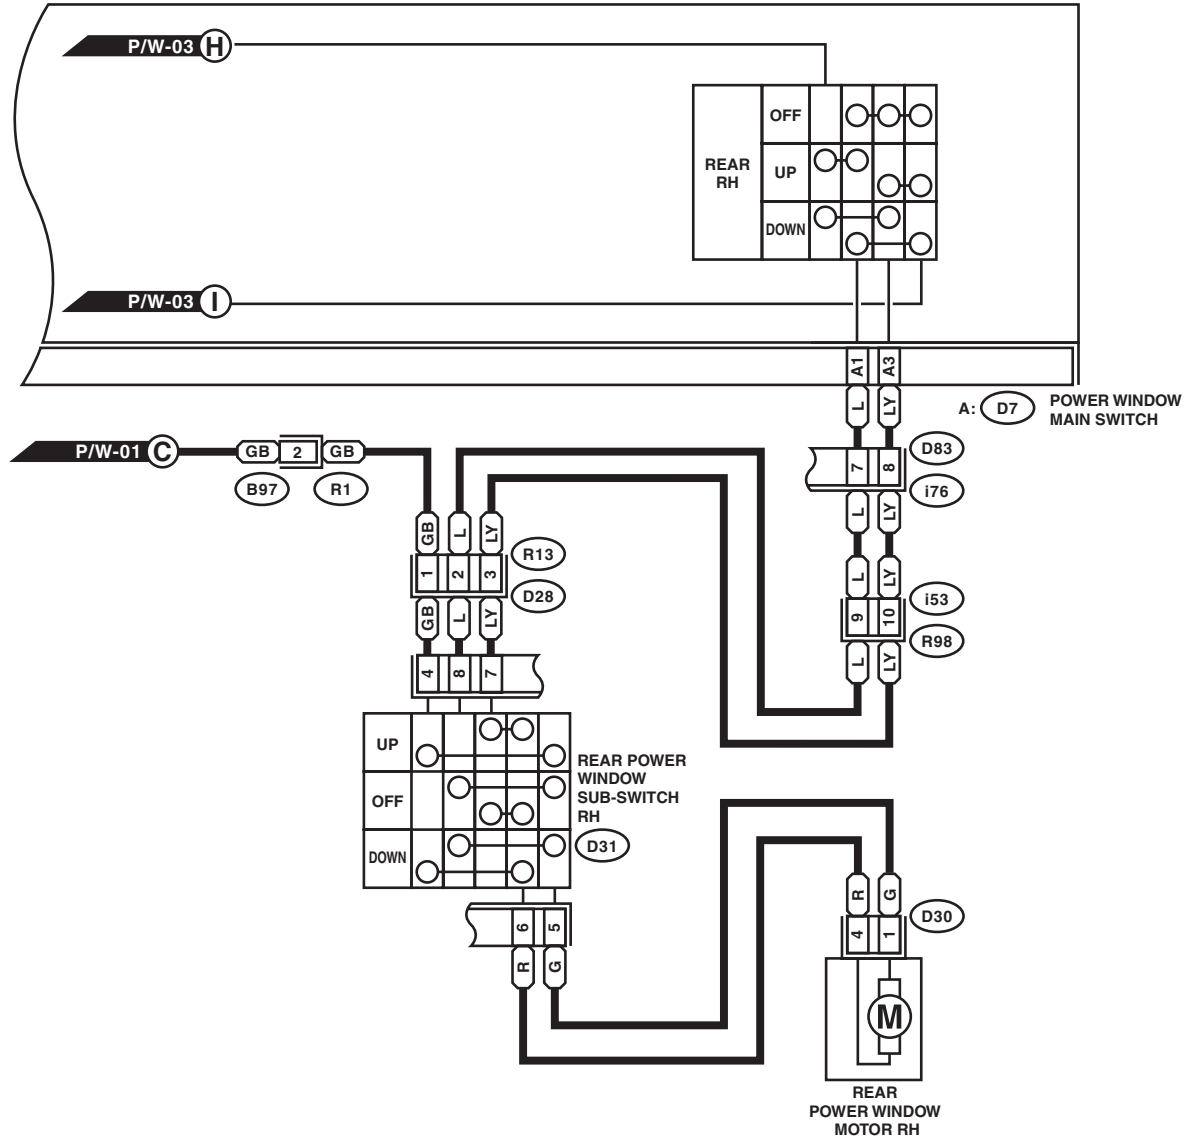 P/W-03 H
OFF
REAR
RH
UP
DOWN
P/W-03 I
A1 A3
L LY
A: D7
POWER WINDOW
MAIN SWITCH
P/W-01 C
GB 2 GB
B97 R1
7 8
D83
i76
L LY
GB L LY
1 2 3
R13
D28
GB L LY
L LY
9 10
i53
R98
L LY
4 8 7
UP
OFF
DOWN
REAR POWER
WINDOW
SUB-SWITCH
RH
D31
6 5
R G
R G
4 1
D30
M
REAR
POWER WINDOW
MOTOR RH